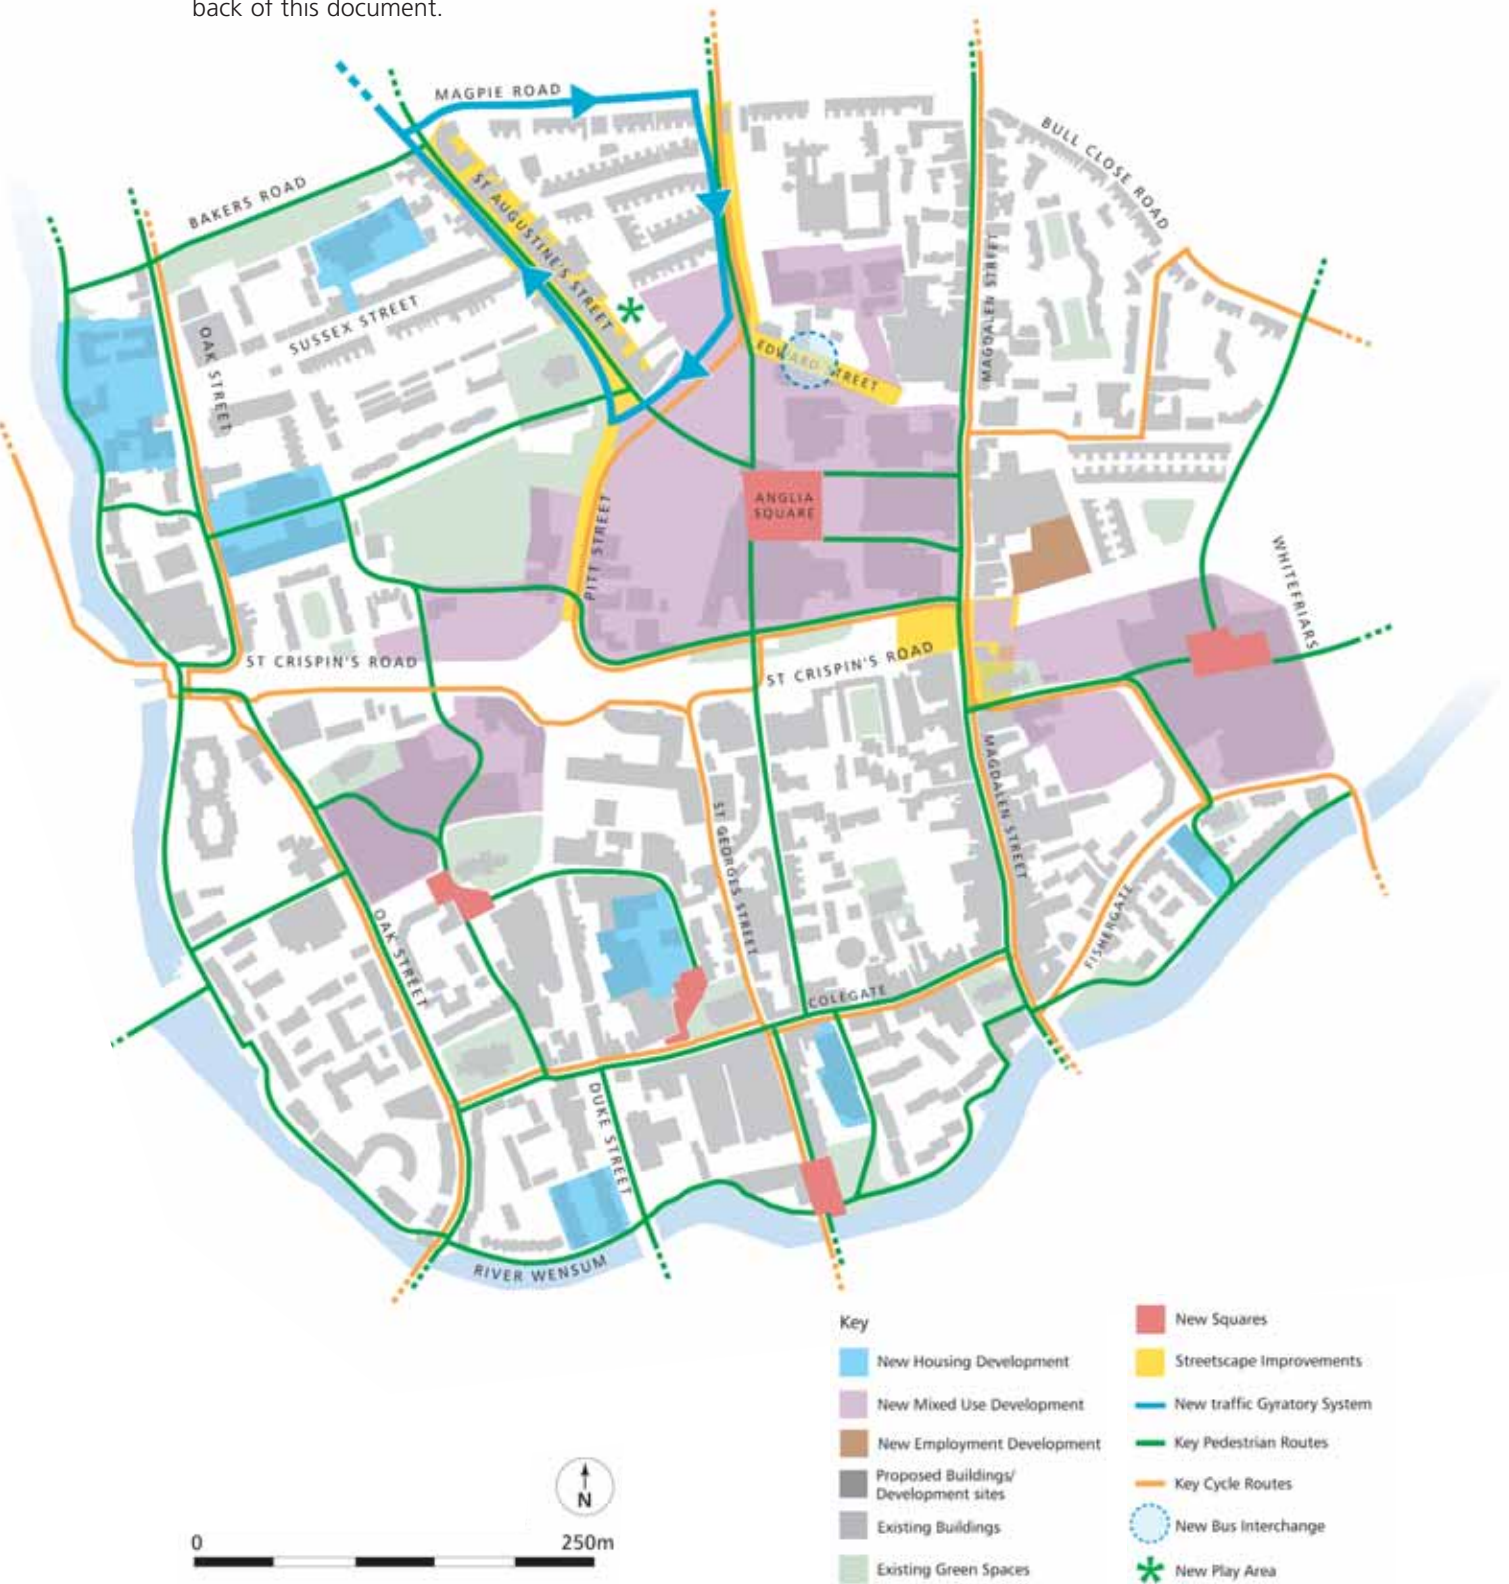 back of this document.
MAGPIE ROAD
BULL CLOSE ROAD
BAKERS ROAD
ST AUGUSTINE'S STREET
OAK STREET
SUSSEX STREET
MAGDALEN STREET
EDWARD STREET
ANGLIA
SQUARE
PITT STREET
WHITEFRIARS
ST CRISPIN'S ROAD
ST CRISPIN'S ROAD
MAGDALEN STREET
ST GEORGES STREET
OAK STREET
FISHERGATE
COLEGATE
DUKE STREET
RIVER WENSUM
Key
New Housing Development
New Mixed Use Development
New Employment Development
Proposed Buildings/
Development sites
Existing Buildings
Existing Green Spaces
New Squares
Streetscape Improvements
New traffic Gyratory System
Key Pedestrian Routes
Key Cycle Routes
New Bus Interchange
New Play Area
N
0 250m